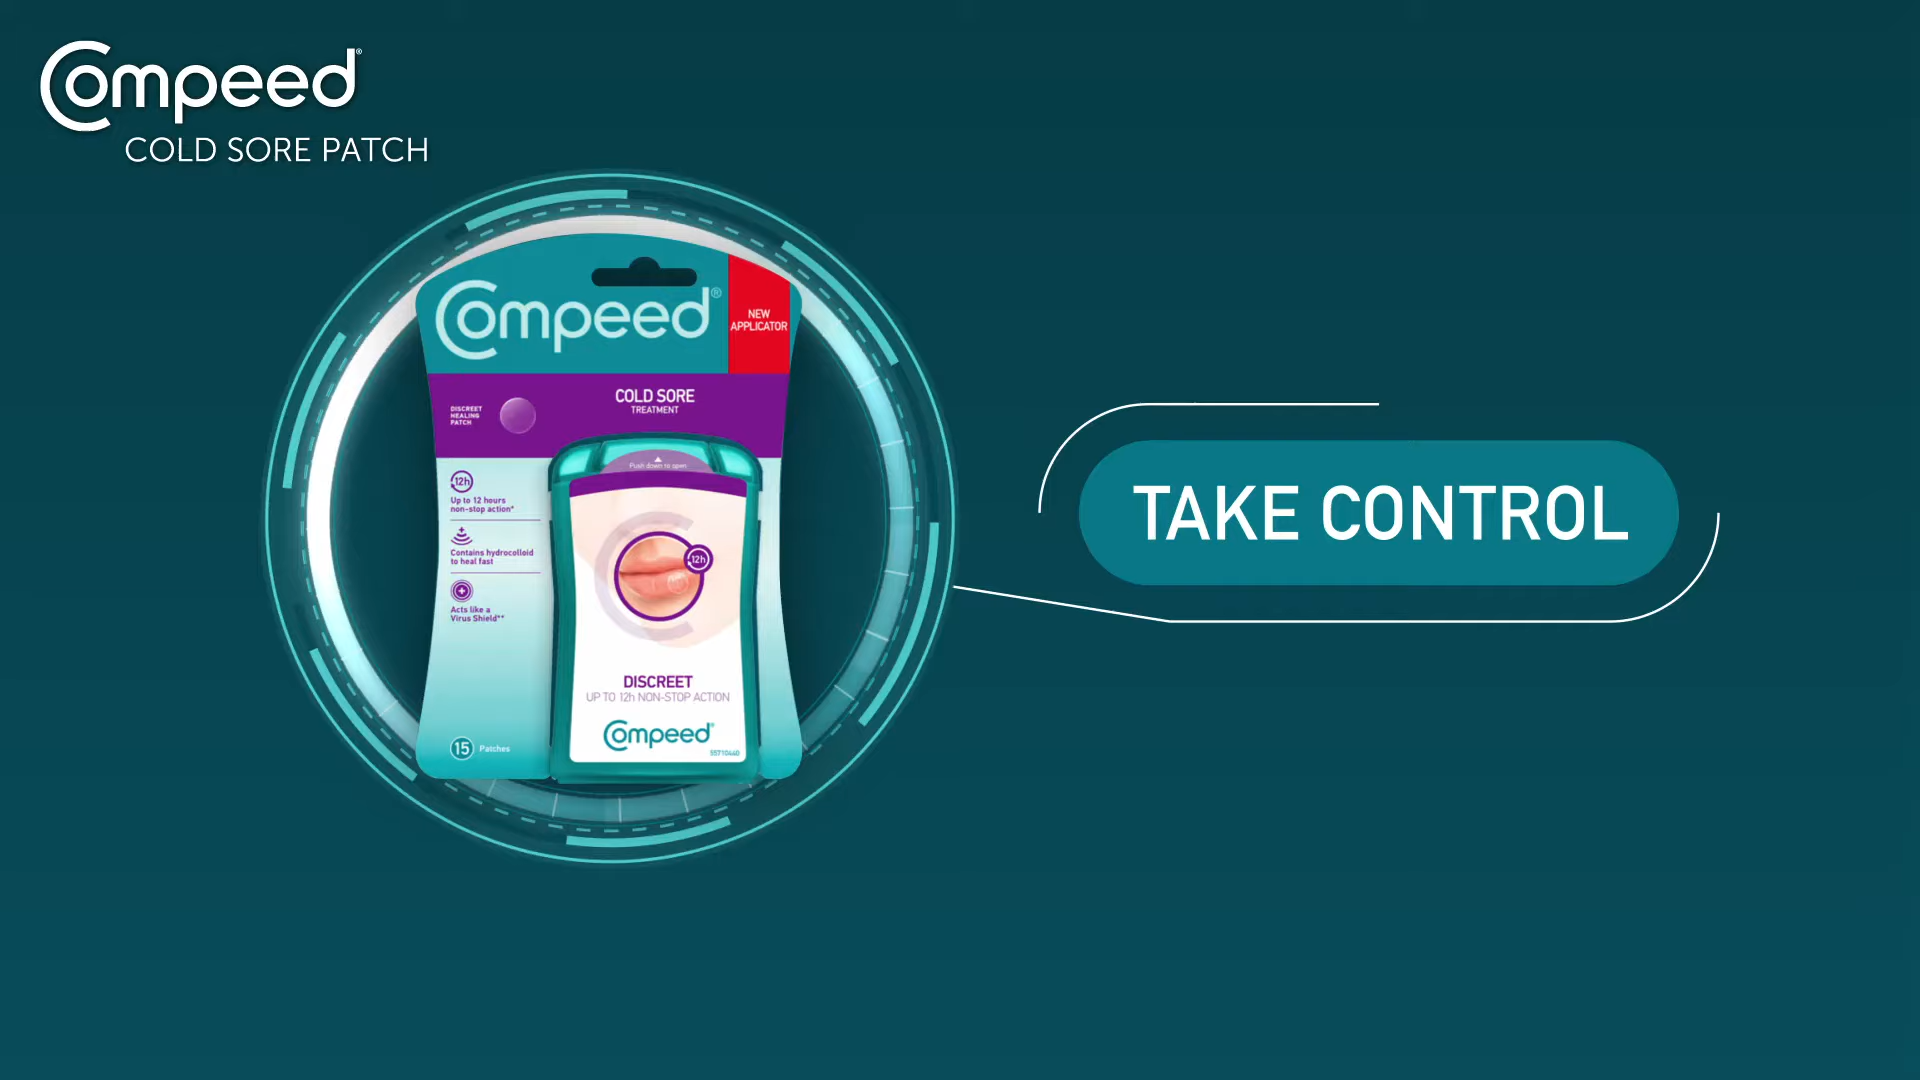 Compeed®
COLD SORE PATCH
Compeed®
NEW
APPLICATOR
COLD SORE
TREATMENT
DISCREET
HEALING
PATCH
12h
Up to 12 hours
non-stop action*
Contains hydrocolloid
to heal fast
Acts like a
Virus Shield**
15 Patches
Push down to open
12h
DISCREET
UP TO 12h NON-STOP ACTION
Compeed®
55710440
TAKE CONTROL